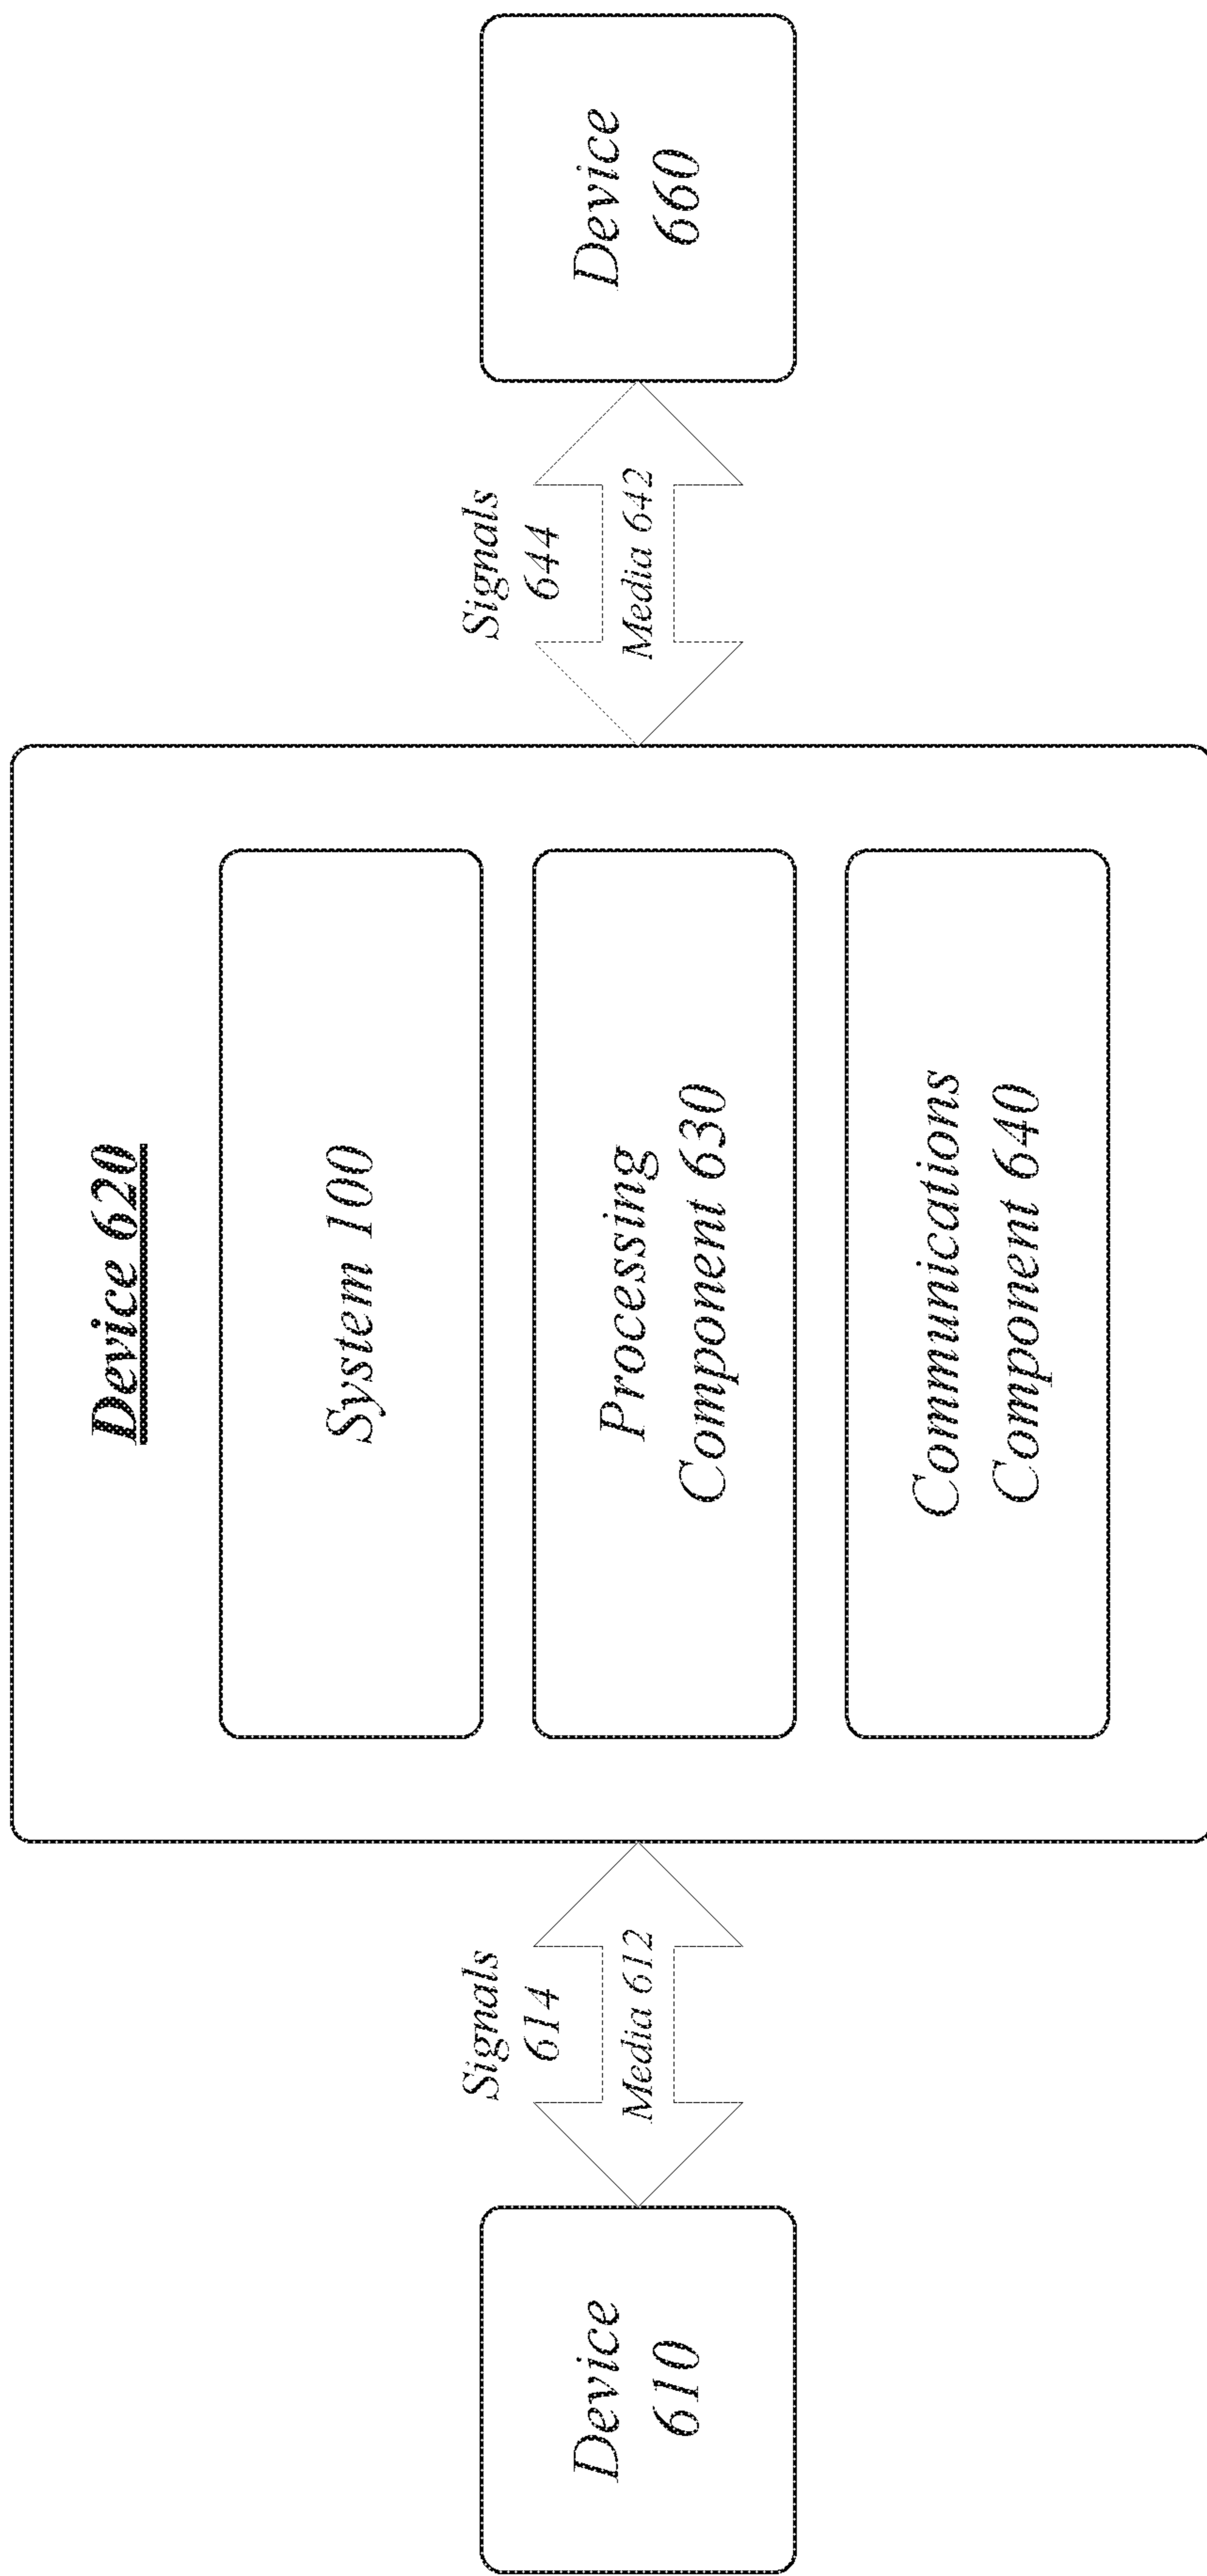 Device 620
System 100
Processing
Component 630
Communications
Component 640
Signals
614
Media 612
Signals
644
Media 642
Device
610
Device
660